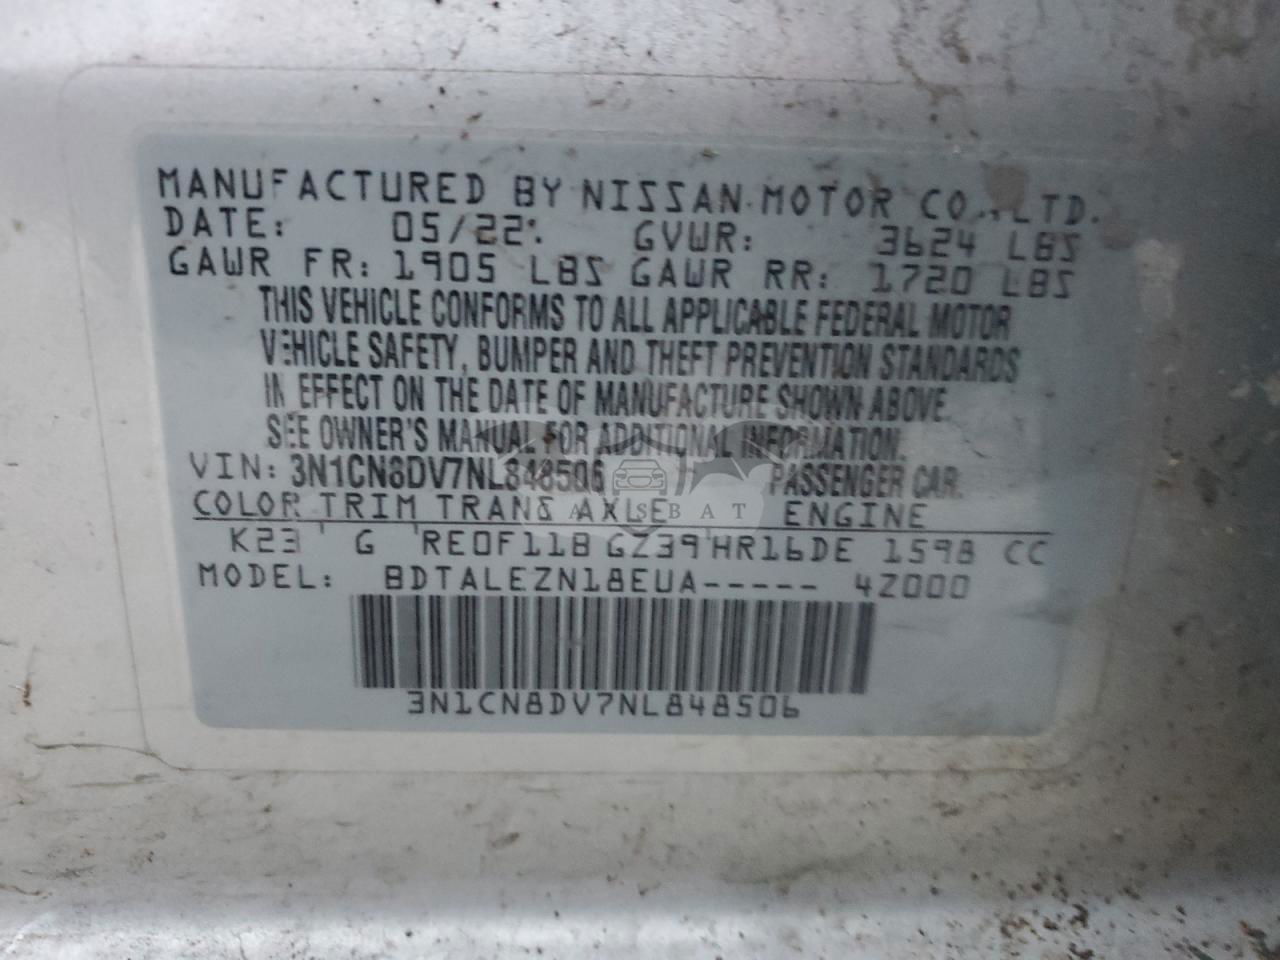 MANUFACTURED BY NISSAN MOTOR CO.,LTD.
DATE: 05/22 GVWR: 3624 LBS
GAWR FR: 1905 LBS GAWR RR: 1720 LBS
THIS VEHICLE CONFORMS TO ALL APPLICABLE FEDERAL MOTOR
VEHICLE SAFETY, BUMPER AND THEFT PREVENTION STANDARDS
IN EFFECT ON THE DATE OF MANUFACTURE SHOWN ABOVE.
SEE OWNER'S MANUAL FOR ADDITIONAL INFORMATION.
VIN: 3N1CN8DV7NL848506 PASSENGER CAR.
COLOR TRIM TRANS AXLE ENGINE
K23 G RE0F11B GZ39 HR16DE 1598 CC
MODEL: BDTALEZN18EUA----- 4Z000
3N1CN8DV7NL848506